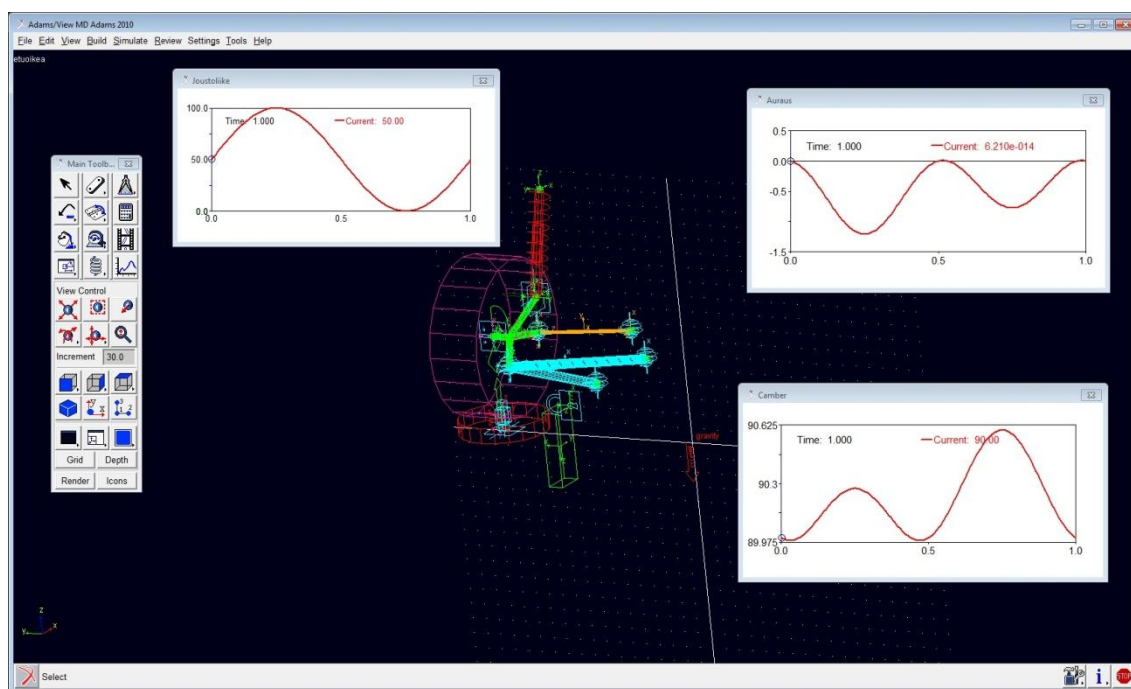 Adams/View MD Adams 2010
File Edit View Build Simulate Review Settings Tools Help
etuoikea
Joustoliike
100.0
Time: 1.000 Current: 50.00
50.00
0.0
0.0 0.5 1.0
Auraus
0.5
Time: 1.000 Current: 6.210e-014
0.0
-0.5
-1.5
0.0 0.5 1.0
Main Toolb...
View Control
Increment 30.0
Grid Depth
Render Icons
gravity
Camber
90.625
Time: 1.000 Current: 90.00
90.3
89.975
0.0 0.5 1.0
Z
Y X
Select
STOP